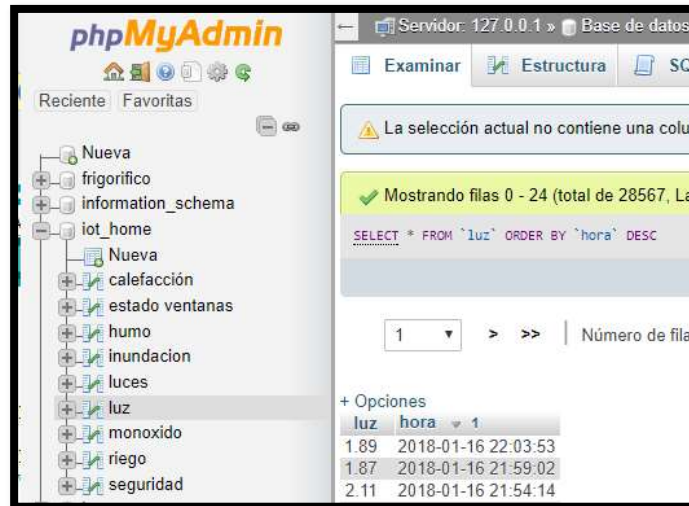 phpMyAdmin
Reciente Favoritas
Nueva
frigorifico
information_schema
iot_home
Nueva
calefacción
estado ventanas
humo
inundacion
luces
luz
monoxido
riego
seguridad
Servidor: 127.0.0.1 » Base de datos
Examinar Estructura SQ
La selección actual no contiene una colu
Mostrando filas 0 - 24 (total de 28567, La
SELECT * FROM `luz` ORDER BY `hora` DESC
1 > >> Número de fila
+ Opciones
luz hora 1
1.89 2018-01-16 22:03:53
1.87 2018-01-16 21:59:02
2.11 2018-01-16 21:54:14